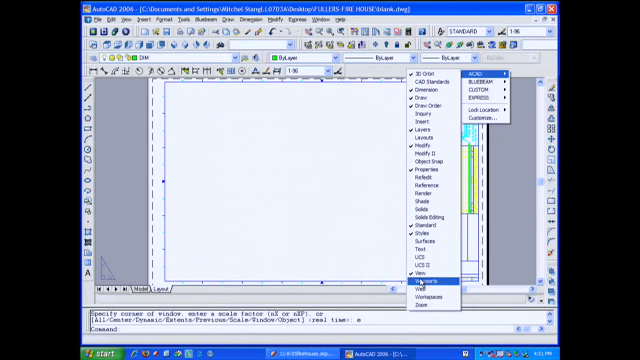 AutoCAD 2006 - [C:\Documents and Settings\Mitchel Stangl.L0703A\Desktop\FULLERS-FIRE HOUSE\blank.dwg]
File Edit View Insert Format Tools Bluebeam Draw Dimension Modify Express Window Help
STANDARD 1:96
DIM ByLayer ByLayer ByLayer ByColor
1:96
3D Orbit
CAD Standards
Dimension
Draw
Draw Order
Inquiry
Insert
Layers
Layouts
Modify
Modify II
Object Snap
Properties
Refedit
Reference
Render
Shade
Solids
Solids Editing
Standard
Styles
Surfaces
Text
UCS
UCS II
View
Viewports
Web
Workspaces
Zoom
ACAD
BLUEBEAM
CUSTOM
EXPRESS
Lock Location
Customize...
Model Layout
Specify corner of window, enter a scale factor (nX or nXP), or
[All/Center/Dynamic/Extents/Previous/Scale/Window/Object] <real time>: e
Command:
start
AutoCAD 2006 - [C:\...
4:51 PM